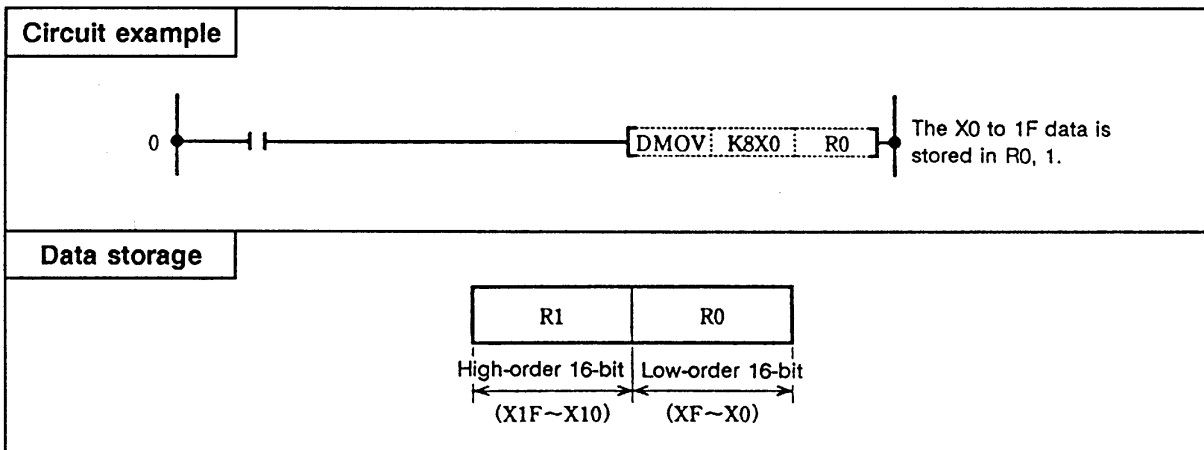 Circuit example
0
DMOV K8X0 R0
The X0 to 1F data is
stored in R0, 1.
Data storage
R1 R0
High-order 16-bit Low-order 16-bit
(X1F~X10) (XF~X0)